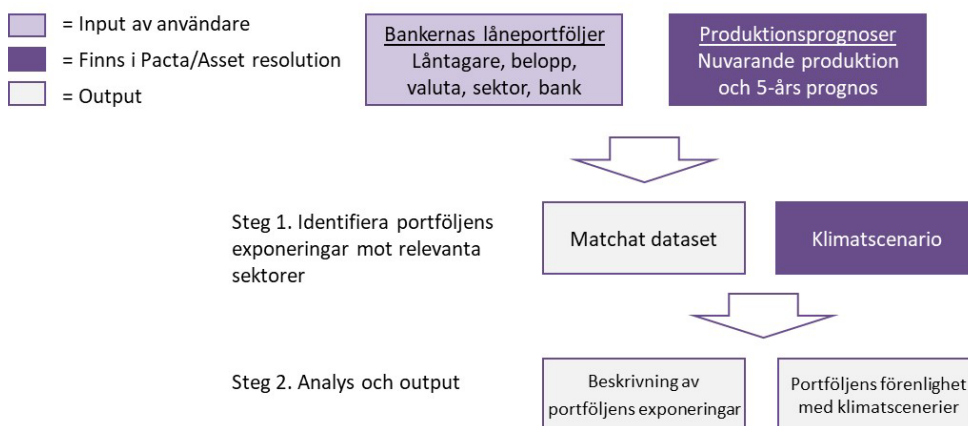 = Input av användare
= Finns i Pacta/Asset resolution
= Output
Bankernas låneportföljer
Låntagare, belopp,
valuta, sektor, bank
Produktionsprognoser
Nuvarande produktion
och 5-års prognos
Steg 1. Identifiera portföljens
exponeringar mot relevanta
sektorer
Matchat dataset
Klimatscenario
Steg 2. Analys och output
Beskrivning av
portföljens exponeringar
Portföljens förenlighet
med klimatscenerier